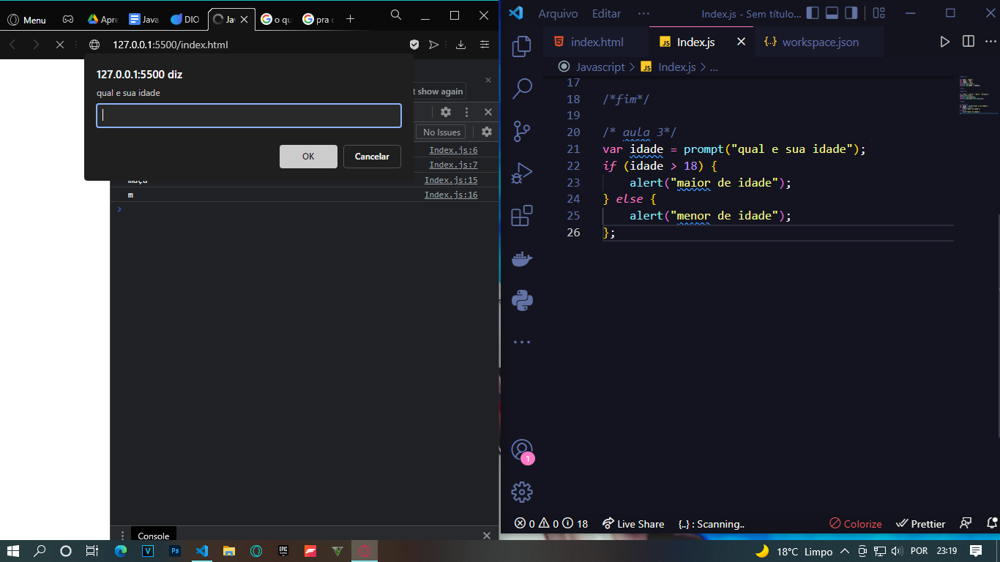 Menu
Apre
Java
DIO
Ja
o qu
pra c
127.0.0.1:5500/index.html
127.0.0.1:5500 diz
qual e sua idade
OK
Cancelar
t show again
No Issues
Index.js:6
Index.js:7
maçã Index.js:15
m Index.js:16
Console
Arquivo Editar ··· Index.js - Sem título...
index.html
Index.js
workspace.json
Javascript > Index.js > ...
17
18 /*fim*/
19
20 /* aula 3*/
21 var idade = prompt("qual e sua idade");
22 if (idade > 18) {
23 alert("maior de idade");
24 } else {
25 alert("menor de idade");
26 };
1
0 0 18 Live Share {..} : Scanning.. Colorize Prettier
18°C Limpo POR 23:19